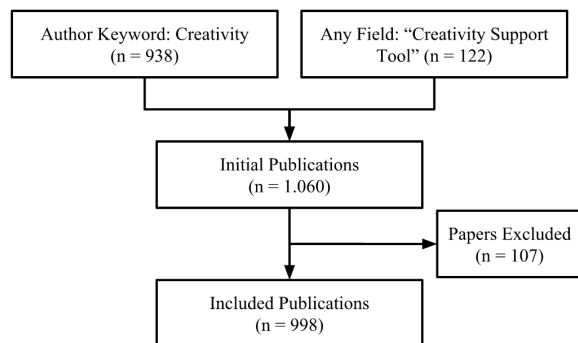 Author Keyword: Creativity
(n = 938)
Any Field: “Creativity Support
Tool” (n = 122)
Initial Publications
(n = 1.060)
Papers Excluded
(n = 107)
Included Publications
(n = 998)